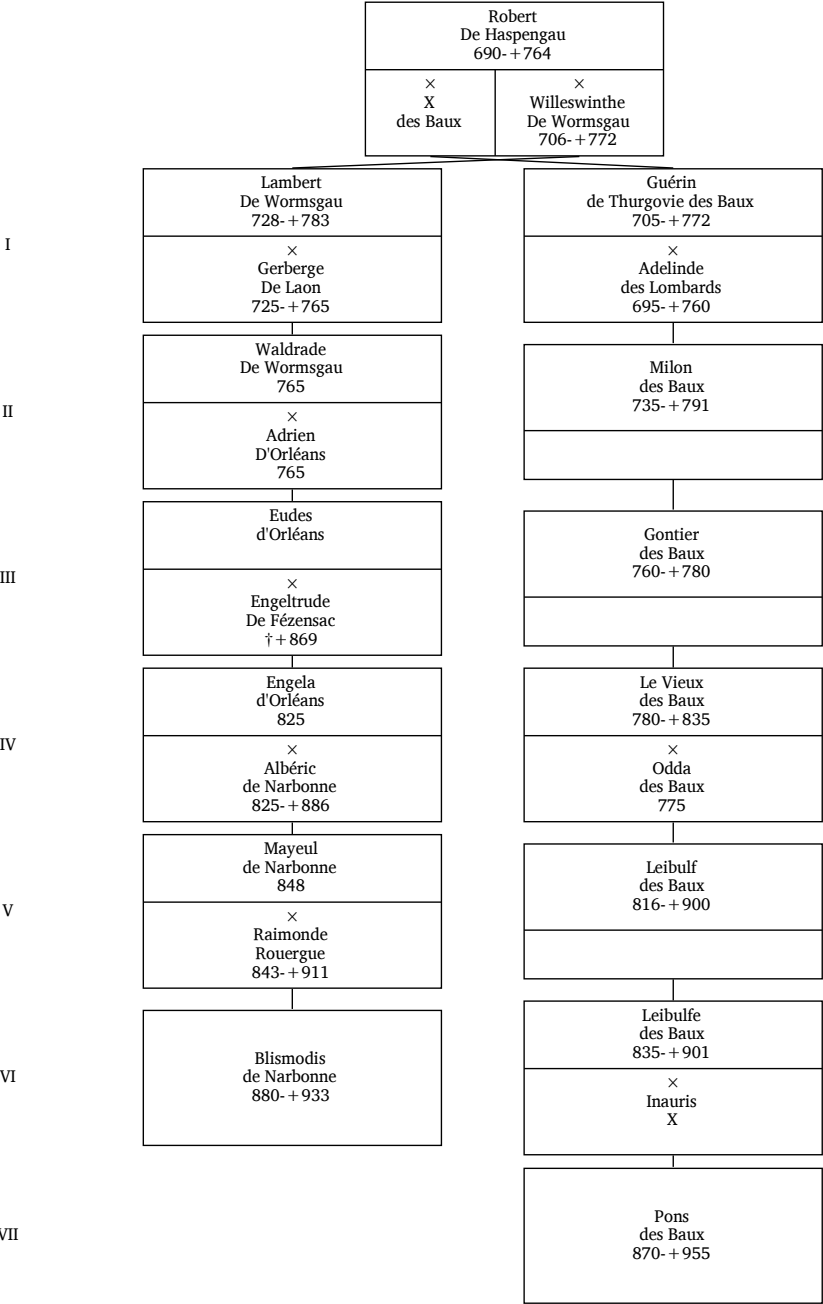 Robert
De Haspengau
690-+764
×
X
des Baux
×
Willeswinthe
De Wormsgau
706-+772
I
Lambert
De Wormsgau
728-+783
×
Gerberge
De Laon
725-+765
Guérin
de Thurgovie des Baux
705-+772
×
Adelinde
des Lombards
695-+760
II
Waldrade
De Wormsgau
765
×
Adrien
D'Orléans
765
Milon
des Baux
735-+791
III
Eudes
d'Orléans
×
Engeltrude
De Fézensac
†+869
Gontier
des Baux
760-+780
IV
Engela
d'Orléans
825
×
Albéric
de Narbonne
825-+886
Le Vieux
des Baux
780-+835
×
Odda
des Baux
775
V
Mayeul
de Narbonne
848
×
Raimonde
Rouergue
843-+911
Leibulf
des Baux
816-+900
VI
Blismodis
de Narbonne
880-+933
Leibulfe
des Baux
835-+901
×
Inauris
X
VII
Pons
des Baux
870-+955